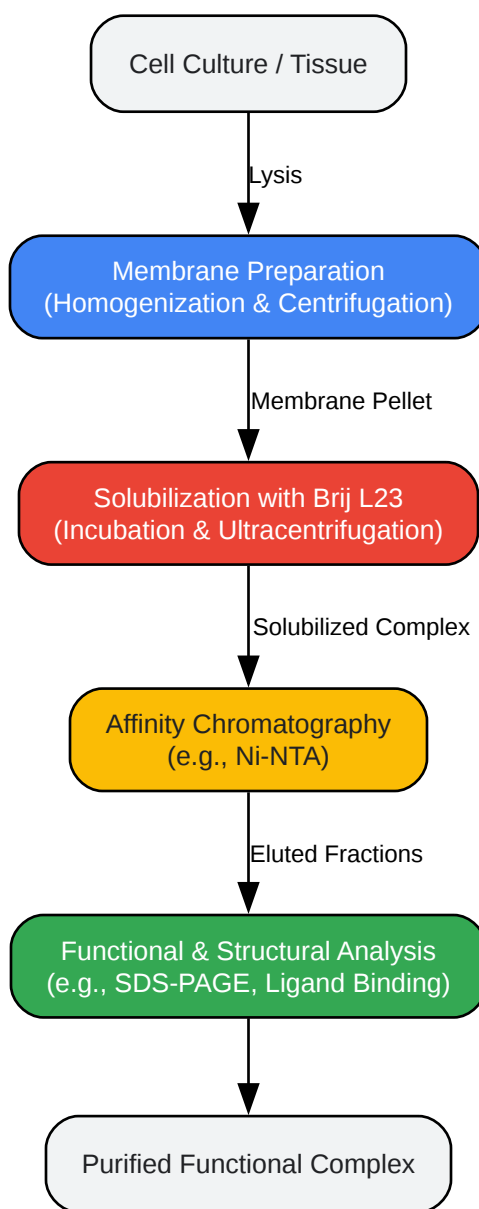 Cell Culture / Tissue
Lysis
Membrane Preparation
(Homogenization & Centrifugation)
Membrane Pellet
Solubilization with Brij L23
(Incubation & Ultracentrifugation)
Solubilized Complex
Affinity Chromatography
(e.g., Ni-NTA)
Eluted Fractions
Functional & Structural Analysis
(e.g., SDS-PAGE, Ligand Binding)
Purified Functional Complex